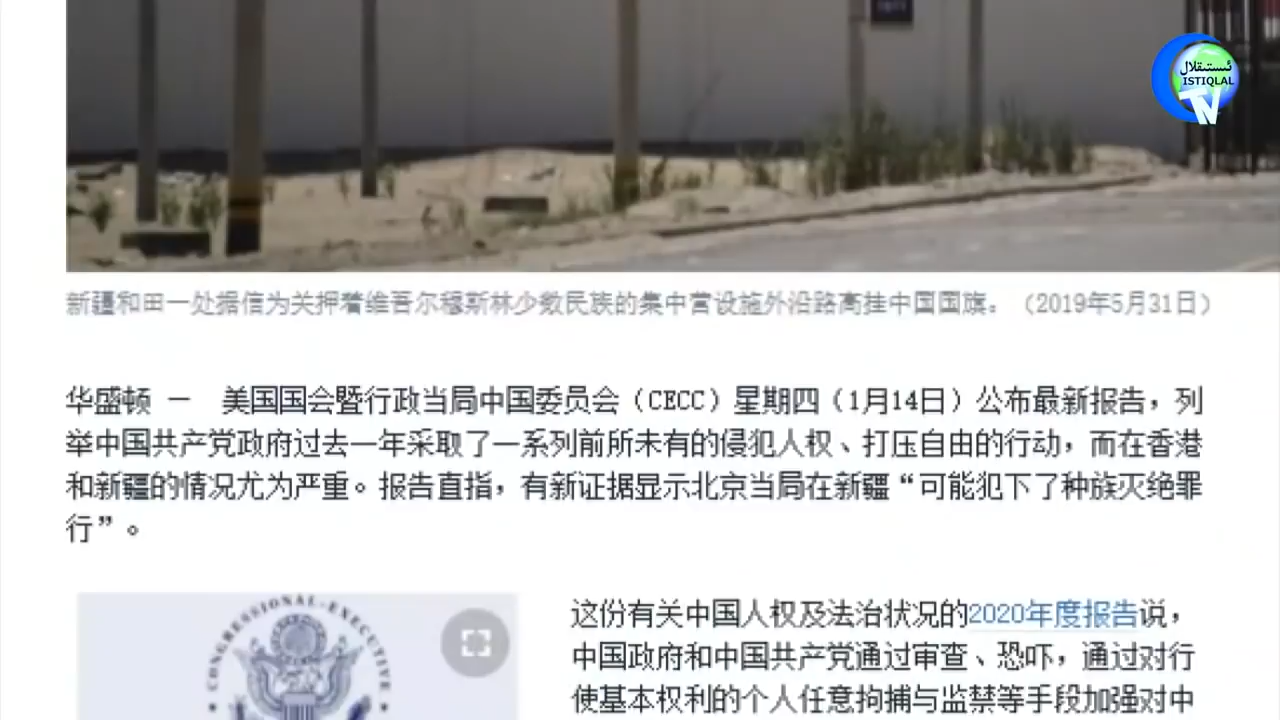 ئىستىقلال
ISTIQLAL
TV
新疆和田一处据信为关押着维吾尔穆斯林少数民族的集中营设施外沿路高挂中国国旗。（2019年5月31日）
华盛顿 — 美国国会暨行政当局中国委员会（CECC）星期四（1月14日）公布最新报告，列
举中国共产党政府过去一年采取了一系列前所未有的侵犯人权、打压自由的行动，而在香港
和新疆的情况尤为严重。报告直指，有新证据显示北京当局在新疆“可能犯下了种族灭绝罪
行”。
CONGRESSIONAL-EXECUTIVE
这份有关中国人权及法治状况的2020年度报告说，
中国政府和中国共产党通过审查、恐吓，通过对行
使基本权利的个人任意拘捕与监禁等手段加强对中